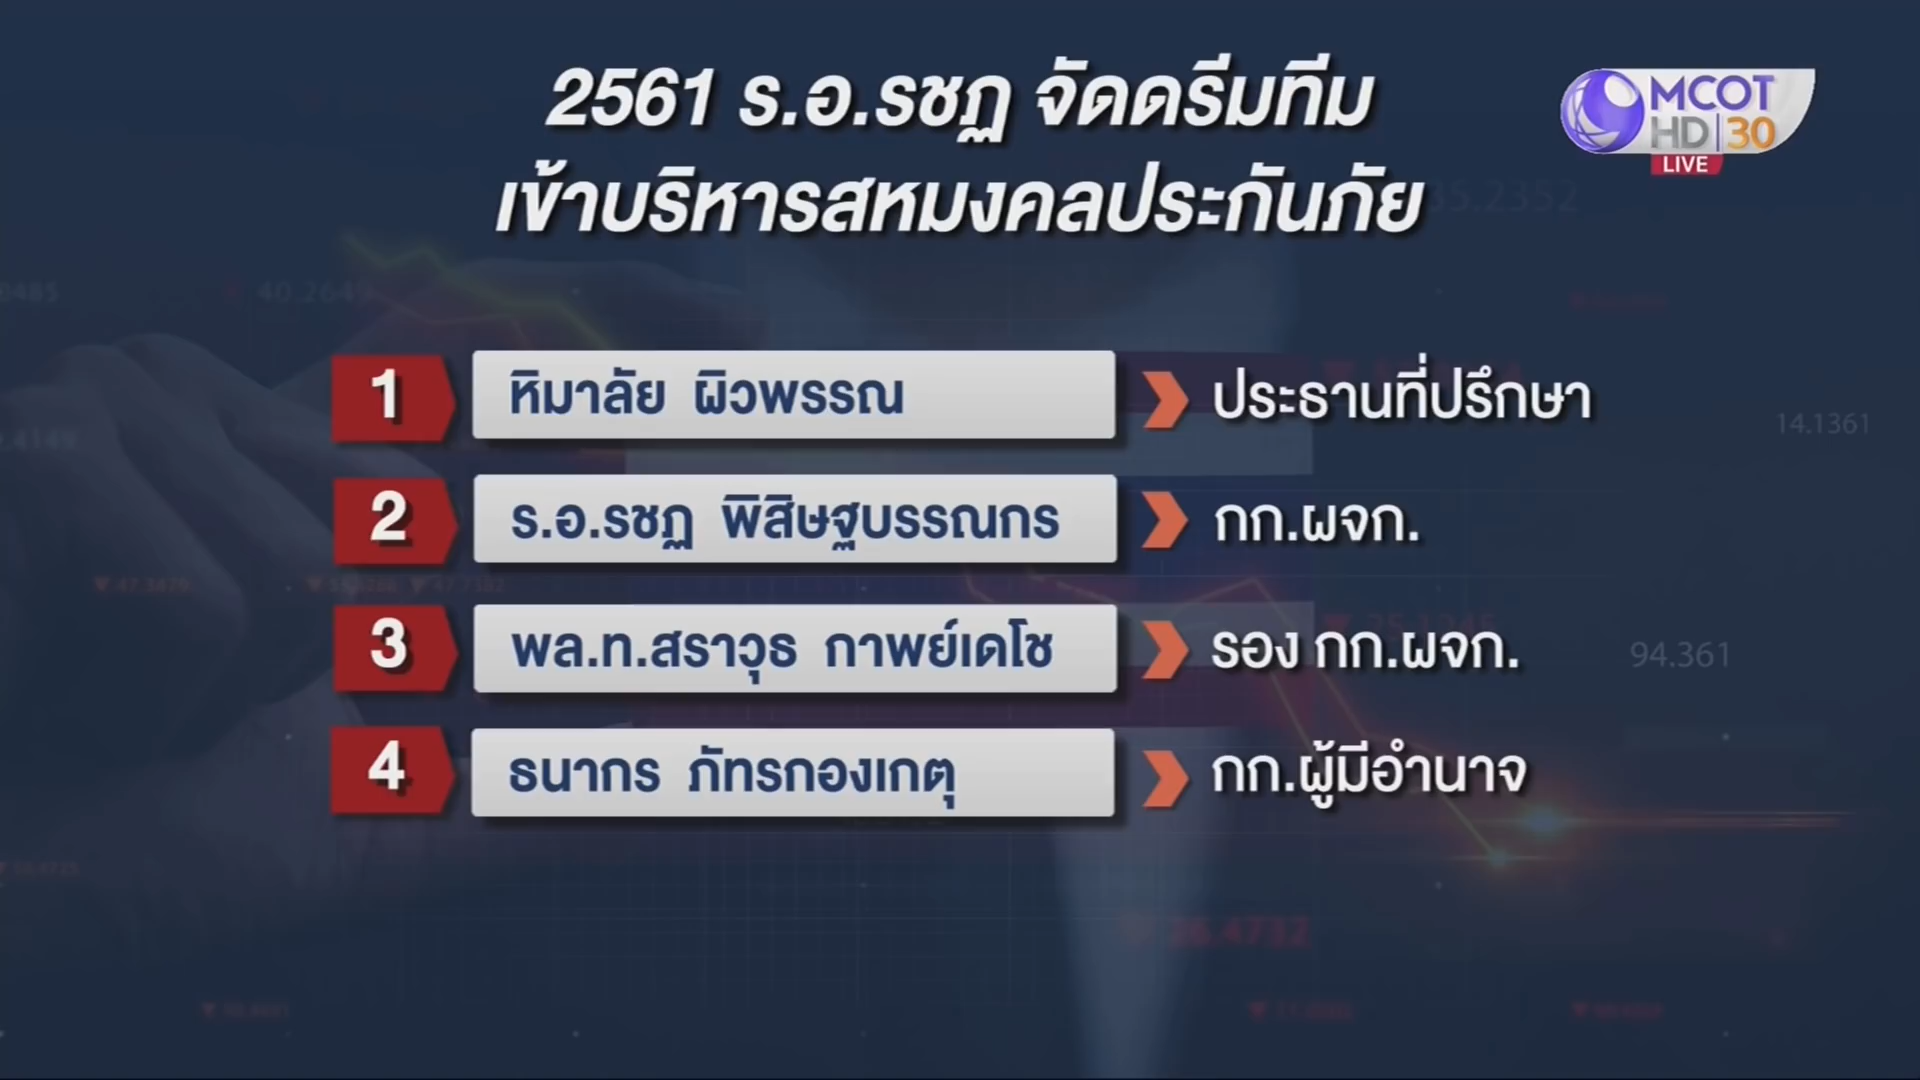 2561 ร.อ.รชฏ จัดดรีมทีม
เข้าบริหารสหมงคลประกันภัย
MCOT
HD|30
LIVE
35.2352
40.2649
1 หิมาลัย ผิวพรรณ ประธานที่ปรึกษา
14.1361
2 ร.อ.รชฏ พิสิษฐบรรณกร กก.ผจก.
3 พล.ท.สราวุธ กาพย์เดโช รอง กก.ผจก.
94.361
4 ธนากร ภัทรกองเกตุ กก.ผู้มีอำนาจ
26.4732